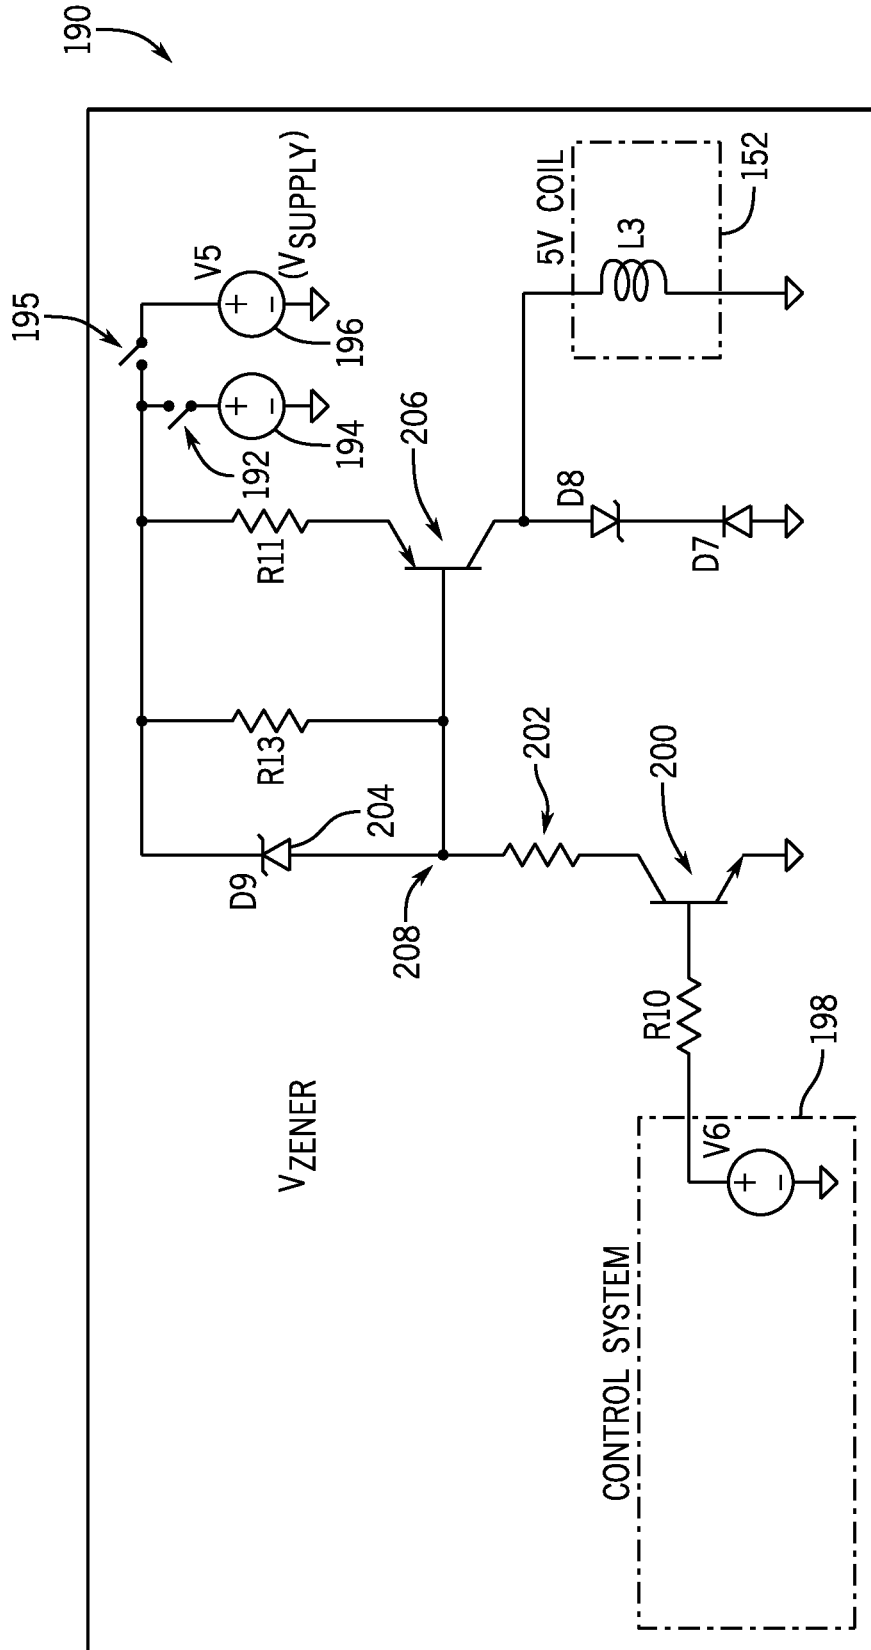 190
195
V5
(VSUPPLY)
196
194
192
206
R11
R13
D9
204
208
202
200
R10
198
V6
+
−
CONTROL SYSTEM
VZENER
D8
D7
5V COIL
L3
152
+
−
+
−